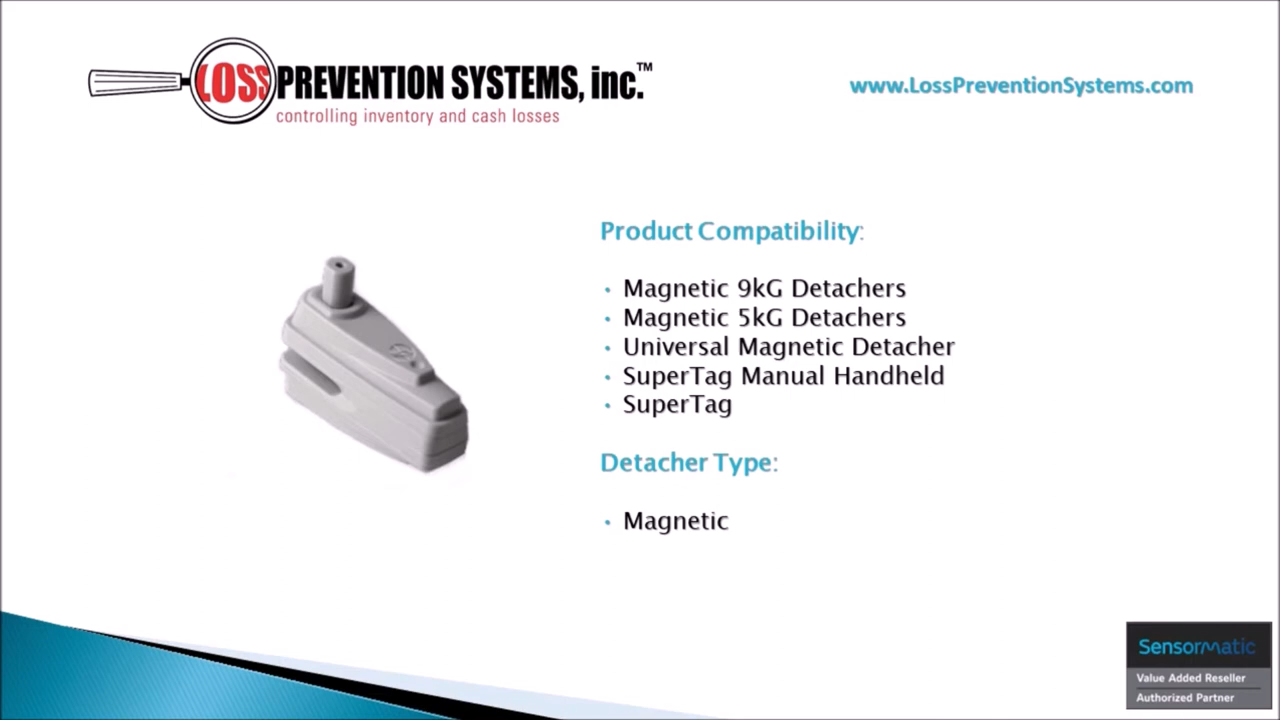 LOSS PREVENTION SYSTEMS, inc.™
controlling inventory and cash losses
www.LossPreventionSystems.com
Product Compatibility:
• Magnetic 9kG Detachers
• Magnetic 5kG Detachers
• Universal Magnetic Detacher
• SuperTag Manual Handheld
• SuperTag
Detacher Type:
• Magnetic
Sensormatic
Value Added Reseller
Authorized Partner